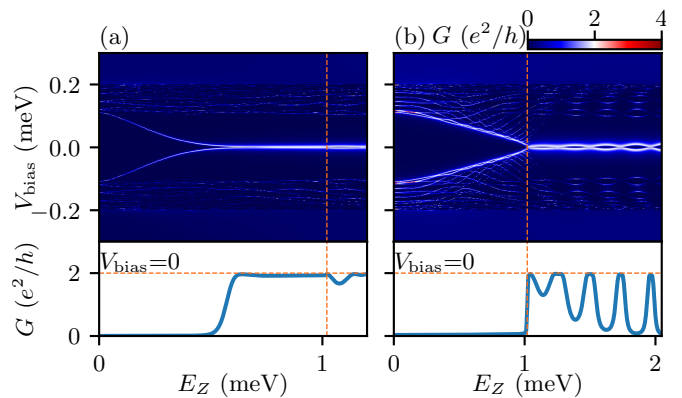 (a)
(b) G (e²/h)
0 2 4
V_bias (meV)
0.2
0.0
−0.2
G (e²/h)
2
0
V_bias=0
V_bias=0
0 1
0 1 2
E_Z (meV)
E_Z (meV)